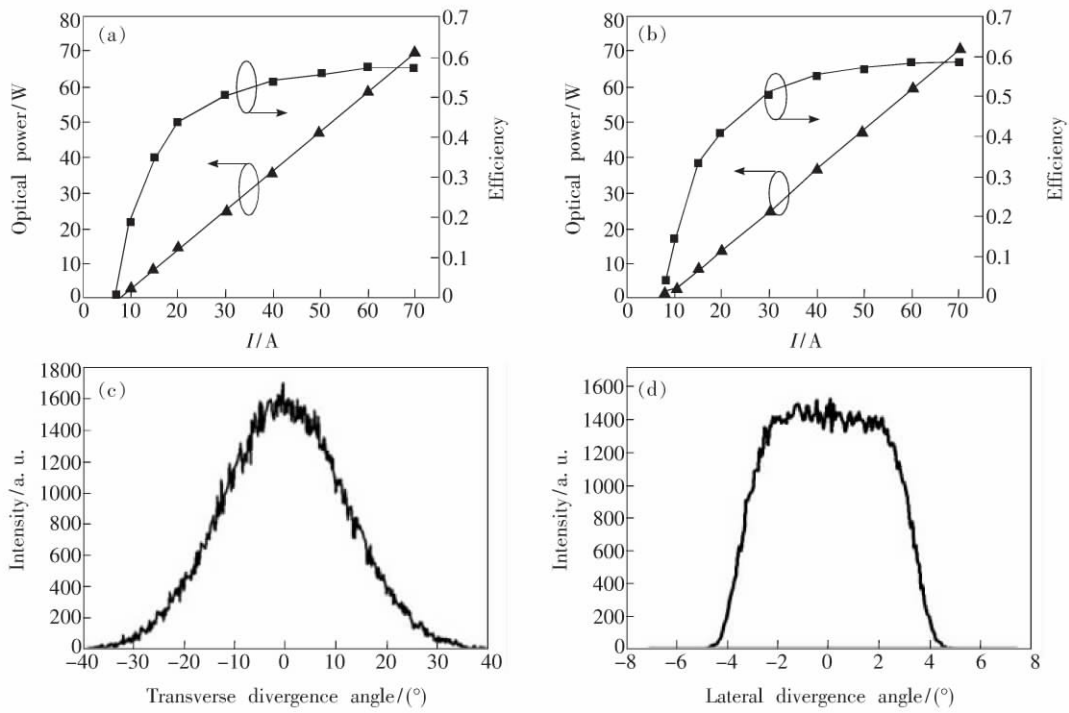 (a)
Optical power/W
80
70
60
50
40
30
20
10
0
0.7
0.6
0.5
0.4
0.3
0.2
0.1
0
Efficiency
0 10 20 30 40 50 60 70 80
I/A
(b)
Optical power/W
80
70
60
50
40
30
20
10
0
0.7
0.6
0.5
0.4
0.3
0.2
0.1
0
Efficiency
0 10 20 30 40 50 60 70
I/A
(c)
Intensity/a. u.
1800
1600
1400
1200
1000
800
600
400
200
0
-40 -30 -20 -10 0 10 20 30 40
Transverse divergence angle/(°)
(d)
Intensity/a. u.
1600
1400
1200
1000
800
600
400
200
0
-8 -6 -4 -2 0 2 4 6 8
Lateral divergence angle/(°)